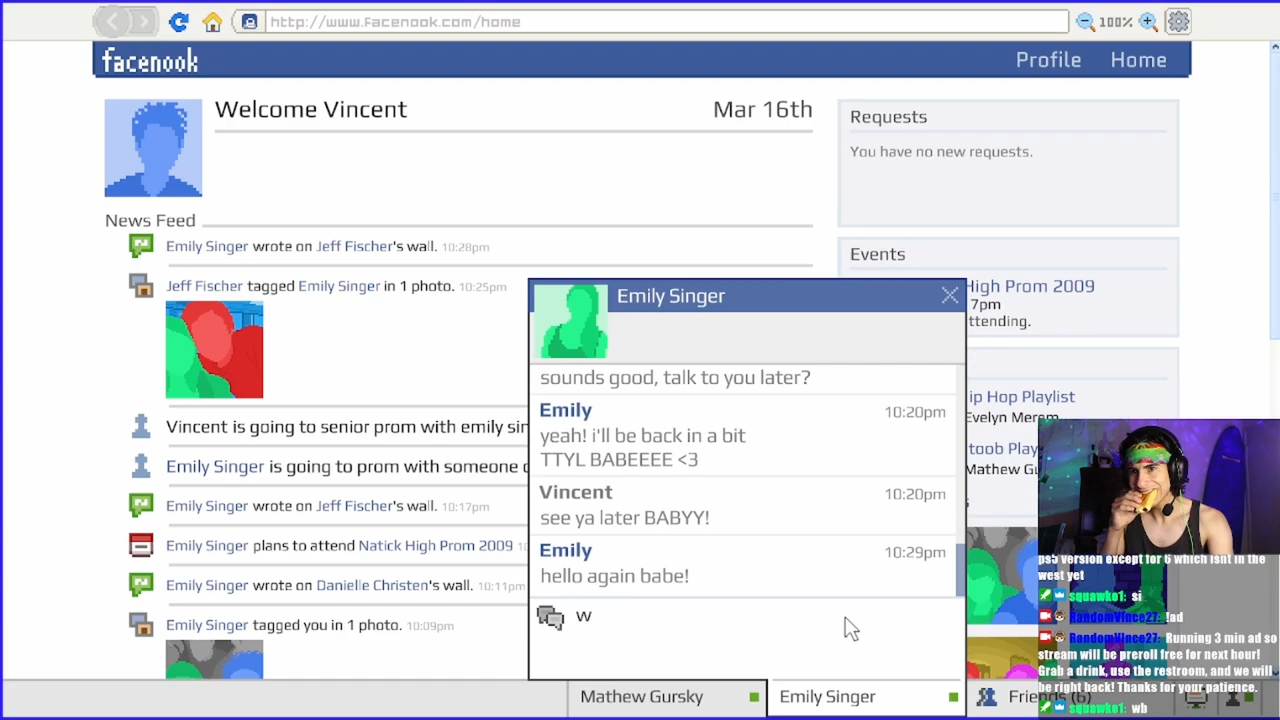 http://www.facenook.com/home
100%
facenook
Profile Home
Welcome Vincent
Mar 16th
Requests
You have no new requests.
News Feed
Emily Singer wrote on Jeff Fischer's wall. 10:28pm
Jeff Fischer tagged Emily Singer in 1 photo. 10:25pm
Vincent is going to senior prom with emily sin
Emily Singer is going to prom with someone
Emily Singer wrote on Jeff Fischer's wall. 10:17pm
Emily Singer plans to attend Natick High Prom 2009
Emily Singer wrote on Danielle Christen's wall. 10:11pm
Emily Singer tagged you in 1 photo. 10:09pm
Events
High Prom 2009
7pm
ttending.
ip Hop Playlist
Evelyn Merem
toob Play
Mathew Gu
Emily Singer
sounds good, talk to you later?
Emily 10:20pm
yeah! i'll be back in a bit
TTYL BABEEEE <3
Vincent 10:20pm
see ya later BABYY!
Emily 10:29pm
hello again babe!
w
Mathew Gursky
Emily Singer
Friends (6)
ps5 version except for 6 which isnt in the
west yet
squawko1: si
RandomVince27: !ad
RandomVince27: Running 3 min ad so
stream will be preroll free for next hour!
Grab a drink, use the restroom, and we will
be right back! Thanks for your patience.
squawko1: wb